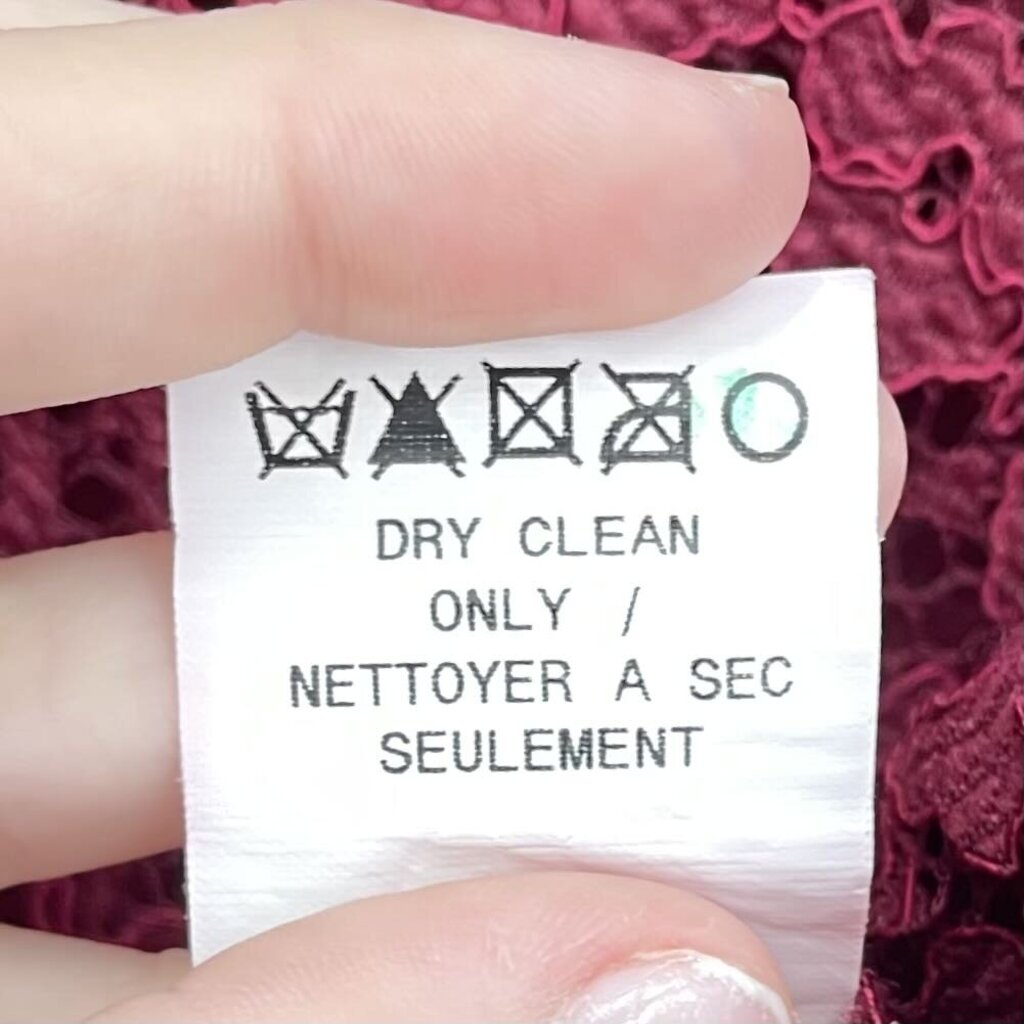 DRY CLEAN
ONLY /
NETTOYER A SEC
SEULEMENT